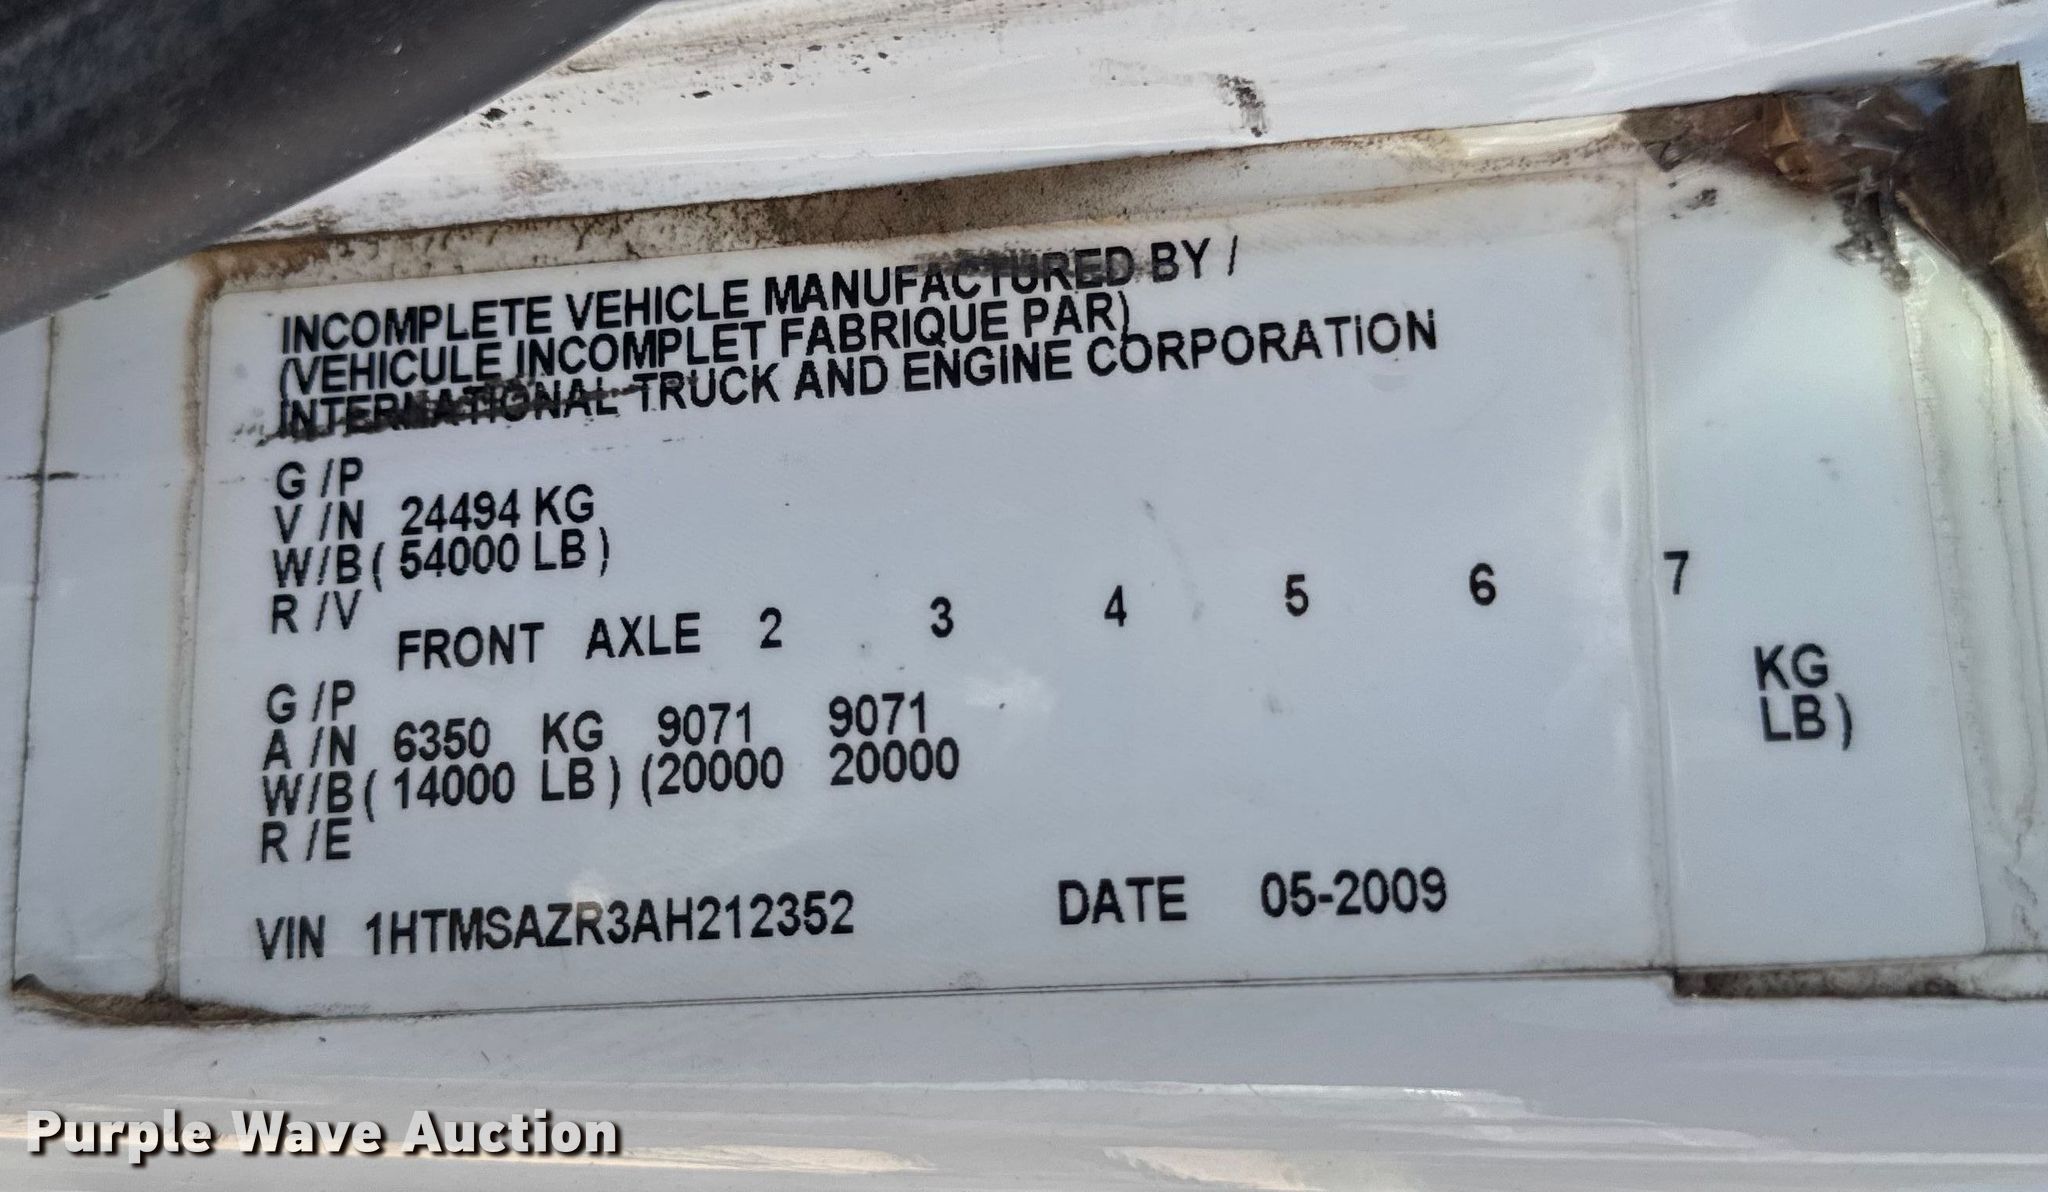 INCOMPLETE VEHICLE MANUFACTURED BY /
(VEHICULE INCOMPLET FABRIQUE PAR)
INTERNATIONAL TRUCK AND ENGINE CORPORATION
G /P
V /N 24494 KG
W/B ( 54000 LB )
R /V
FRONT AXLE 2 3 4 5 6 7
G /P
A /N 6350 KG 9071 9071 KG
W/B ( 14000 LB ) (20000 20000 LB )
R /E
VIN 1HTMSAZR3AH212352 DATE 05-2009
Purple Wave Auction